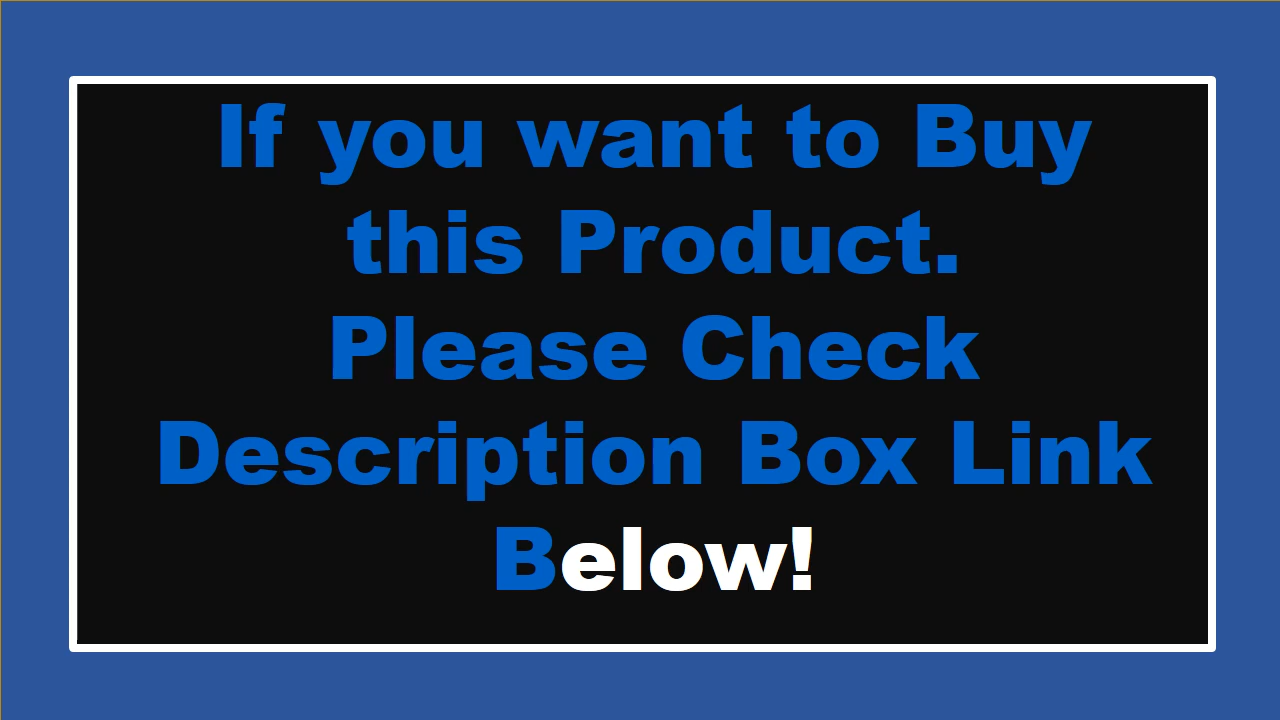 If you want to Buy
this Product.
Please Check
Description Box Link
Below!